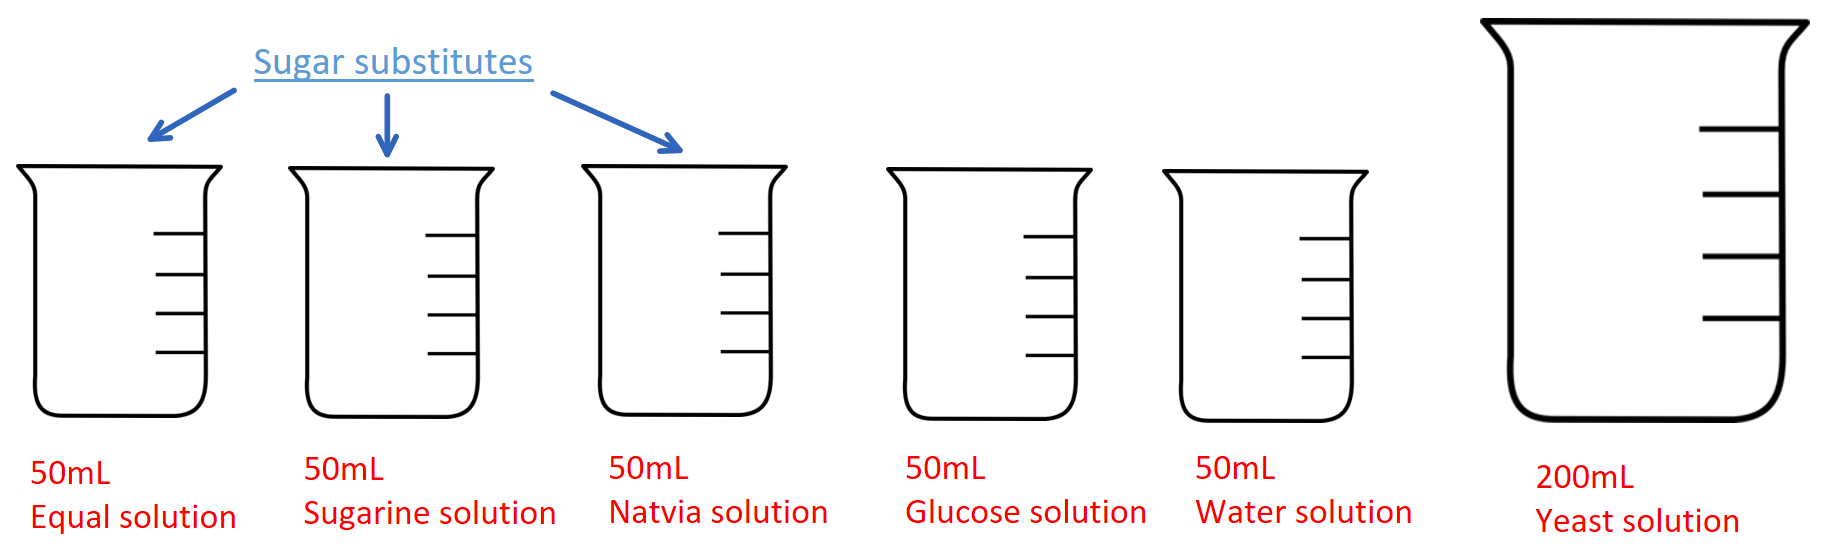 Sugar substitutes
50mL
Equal solution
50mL
Sugarine solution
50mL
Natvia solution
50mL
Glucose solution
50mL
Water solution
200mL
Yeast solution